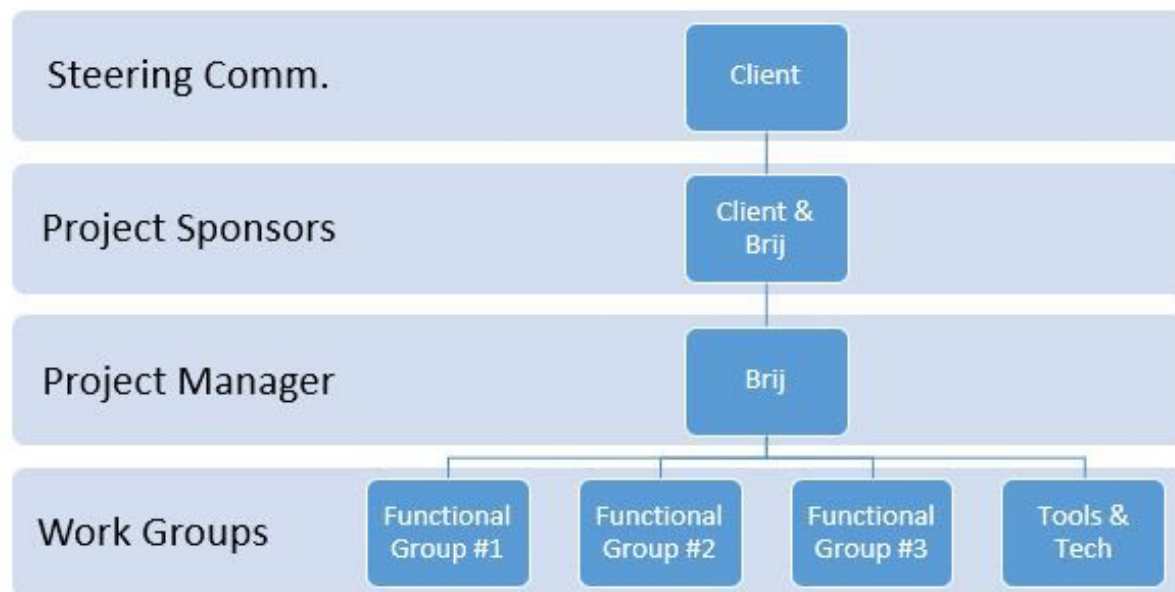 Steering Comm.
Client
Project Sponsors
Client &
Brij
Project Manager
Brij
Work Groups
Functional
Group #1
Functional
Group #2
Functional
Group #3
Tools &
Tech